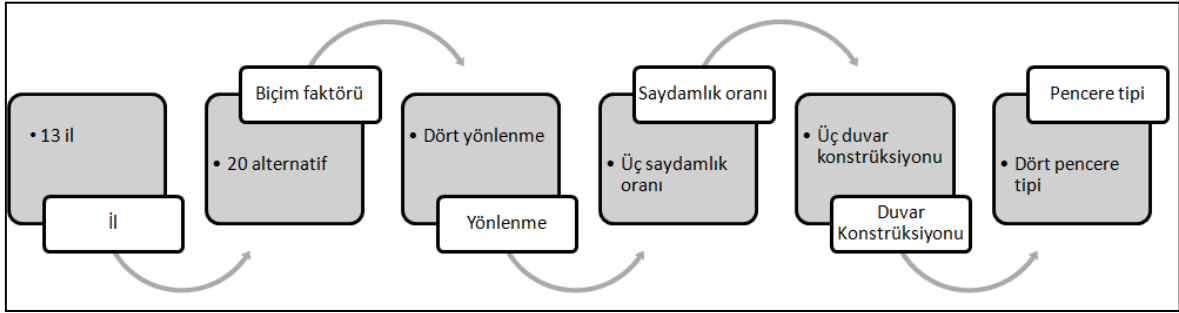 • 13 il
İl
Biçim faktörü
• 20 alternatif
• Dört yönlenme
Yönlenme
Saydamlık oranı
• Üç saydamlık
oranı
• Üç duvar
konstrüksiyonu
Duvar
Konstrüksiyonu
Pencere tipi
• Dört pencere
tipi